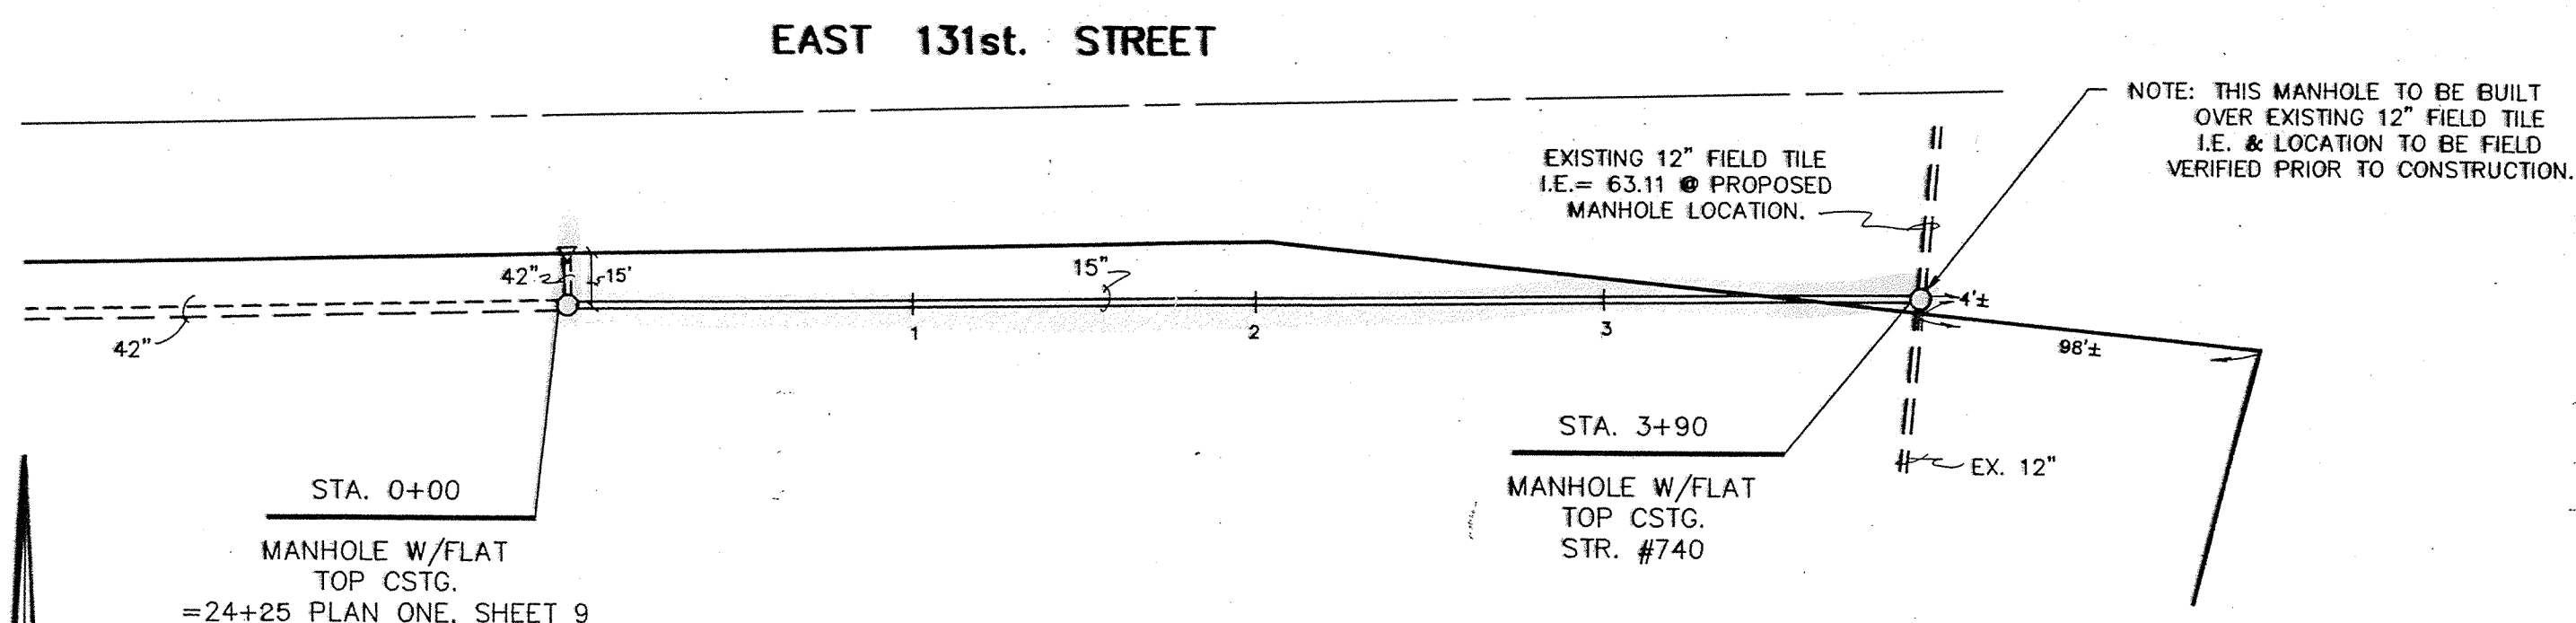 EAST 131st. STREET
NOTE: THIS MANHOLE TO BE BUILT
OVER EXISTING 12" FIELD TILE
I.E. & LOCATION TO BE FIELD
VERIFIED PRIOR TO CONSTRUCTION.
EXISTING 12" FIELD TILE
I.E.= 63.11 @ PROPOSED
MANHOLE LOCATION.
42"
15'
15"
4'±
42"
1
2
3
98'±
STA. 0+00
MANHOLE W/FLAT
TOP CSTG.
=24+25 PLAN ONE, SHEET 9
STA. 3+90
MANHOLE W/FLAT
TOP CSTG.
STR. #740
EX. 12"